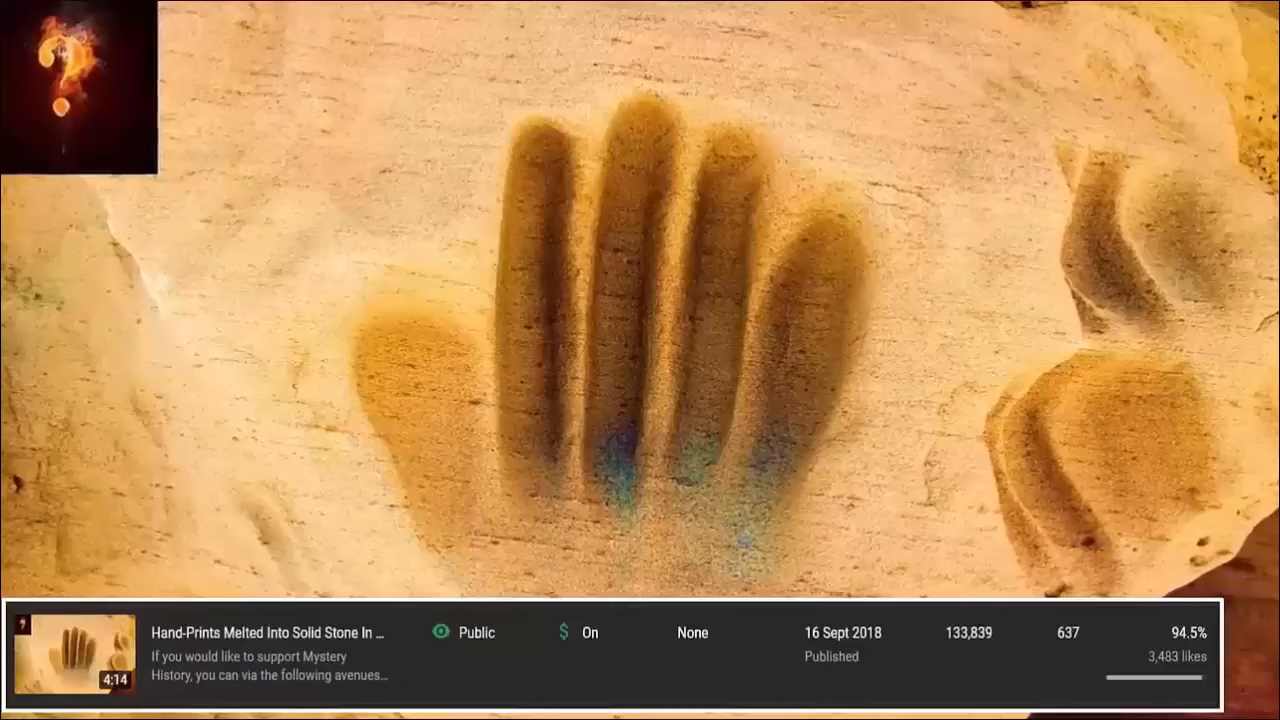 Hand-Prints Melted Into Solid Stone In ...
Public
$ On
None
16 Sept 2018
133,839
637
94.5%
If you would like to support Mystery
Published
3,483 likes
History, you can via the following avenues...
4:14